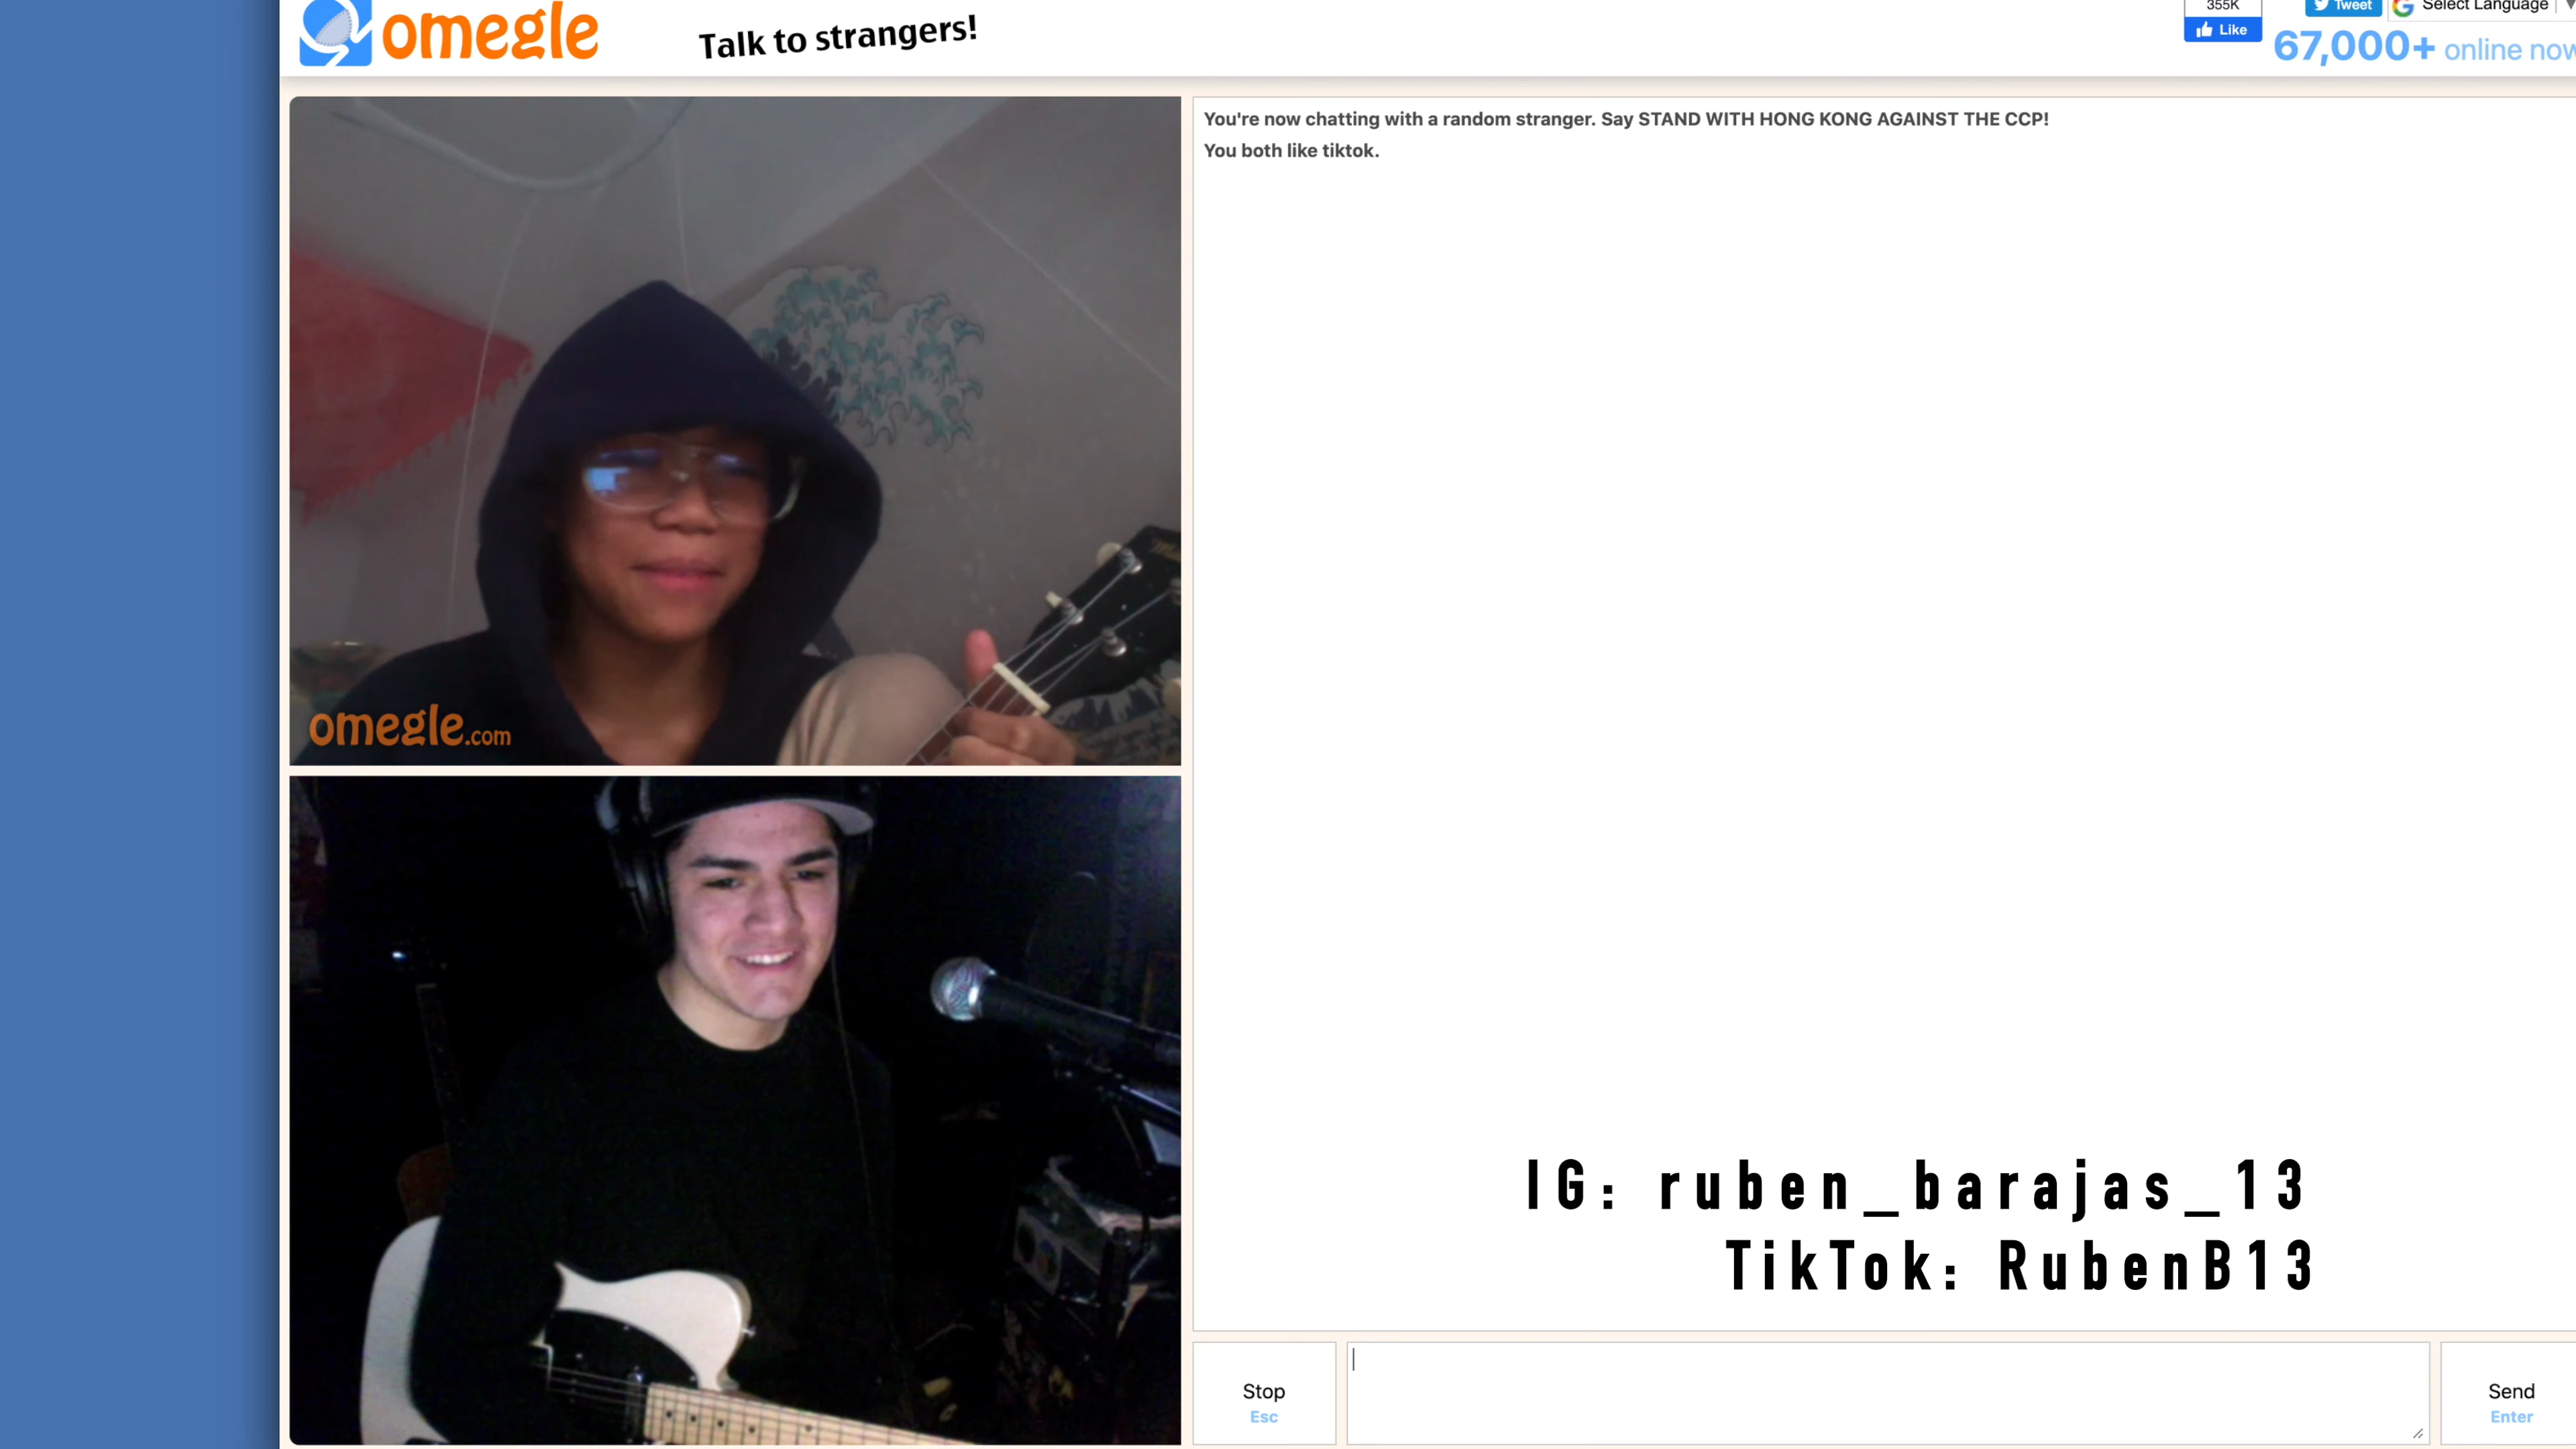 omegle
Talk to strangers!
355K
Like
Tweet
Select Language
67,000+ online now
You're now chatting with a random stranger. Say STAND WITH HONG KONG AGAINST THE CCP!
You both like tiktok.
omegle.com
IG: ruben_barajas_13
TikTok: RubenB13
Stop
Esc
Send
Enter